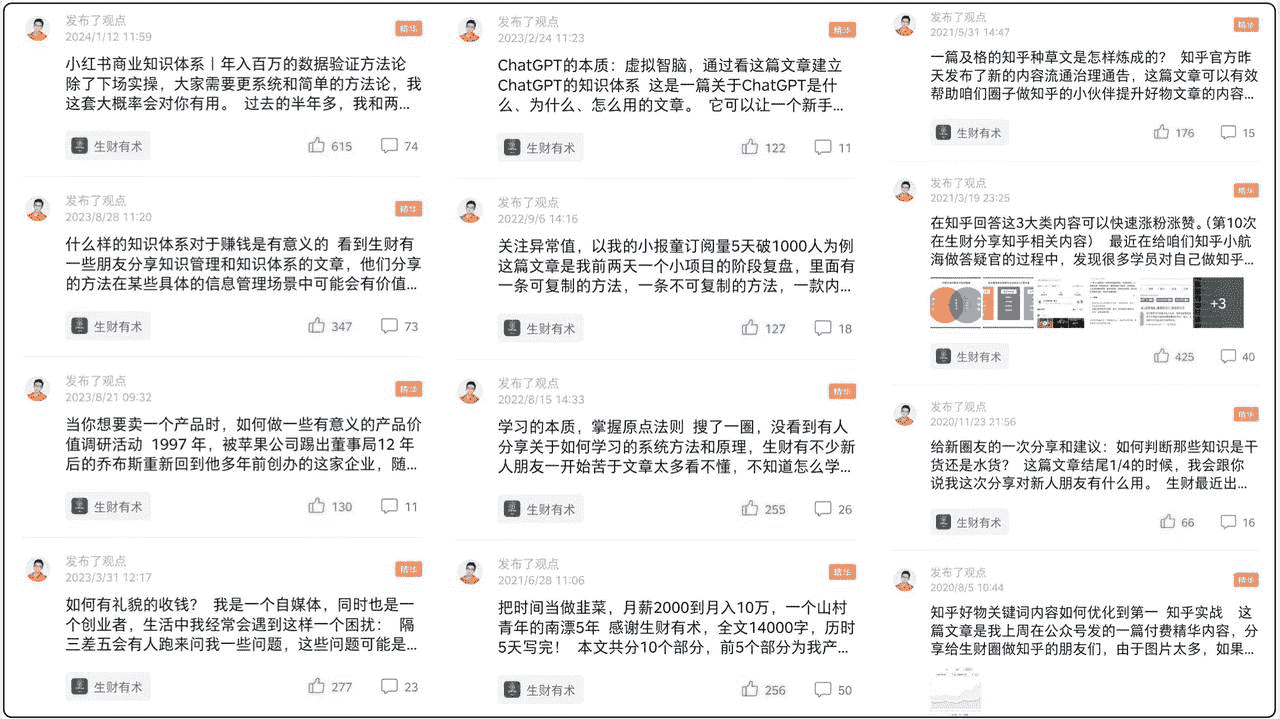 发布了观点
2024/1/12 11:59
精华
小红书商业知识体系丨年入百万的数据验证方法论
除了下场实操，大家需要更系统和简单的方法论，我
这套大概率会对你有用。 过去的半年多，我和两...
生财有术
615
74
发布了观点
2023/8/28 11:20
精华
什么样的知识体系对于赚钱是有意义的 看到生财有
一些朋友分享知识管理和知识体系的文章，他们分享
的方法在某些具体的信息管理场景中可能会有价值...
生财有术
347
73
发布了观点
2023/8/21 09:32
精华
当你想要卖一个产品时，如何做一些有意义的产品价
值调研活动 1997 年，被苹果公司踢出董事局12 年
后的乔布斯重新回到他多年前创办的这家企业，随...
生财有术
130
11
发布了观点
2023/3/31 12:17
精华
如何有礼貌的收钱？ 我是一个自媒体，同时也是一
个创业者，生活中我经常会遇到这样一个困扰： 隔
三差五会有人跑来问我一些问题，这些问题可能是...
生财有术
277
23
发布了观点
2023/2/24 11:23
精华
ChatGPT的本质：虚拟智脑，通过看这篇文章建立
ChatGPT的知识体系 这是一篇关于ChatGPT是什
么、为什么、怎么用的文章。 它可以让一个新手...
生财有术
122
11
发布了观点
2022/9/6 14:16
精华
关注异常值，以我的小报童订阅量5天破1000人为例
这篇文章是我前两天一个小项目的阶段复盘，里面有
一条可复制的方法，一条不可复制的方法，一款内...
生财有术
127
18
发布了观点
2022/8/15 14:33
精华
学习的本质，掌握原点法则 搜了一圈，没看到有人
分享关于如何学习的系统方法和原理，生财有不少新
人朋友一开始苦于文章太多看不懂，不知道怎么学...
生财有术
255
26
发布了观点
2021/6/28 11:06
精华
把时间当做韭菜，月薪2000到月入10万，一个山村
青年的南漂5年 感谢生财有术，全文14000字，历时
5天写完！ 本文共分10个部分，前5个部分为我产...
生财有术
256
50
发布了观点
2021/5/31 14:47
精华
一篇及格的知乎种草文是怎样炼成的？ 知乎官方昨
天发布了新的内容流通治理通告，这篇文章可以有效
帮助咱们圈子做知乎的小伙伴提升好物文章的内容...
生财有术
176
15
发布了观点
2021/3/19 23:25
精华
在知乎回答这3大类内容可以快速涨粉涨赞。（第10次
在生财分享知乎相关内容） 最近在给咱们知乎小航
海做答疑官的过程中，发现很多学员对自己做知乎...
+3
生财有术
425
40
发布了观点
2020/11/23 21:56
精华
给新圈友的一次分享和建议：如何判断那些知识是干
货还是水货？ 这篇文章结尾1/4的时候，我会跟你
说我这次分享对新人朋友有什么用。 生财最近出...
生财有术
66
16
发布了观点
2020/8/5 10:44
精华
知乎好物关键词内容如何优化到第一 知乎实战 这
篇文章是我上周在公众号发的一篇付费精华内容，分
享给生财圈做知乎的朋友们，由于图片太多，如果...